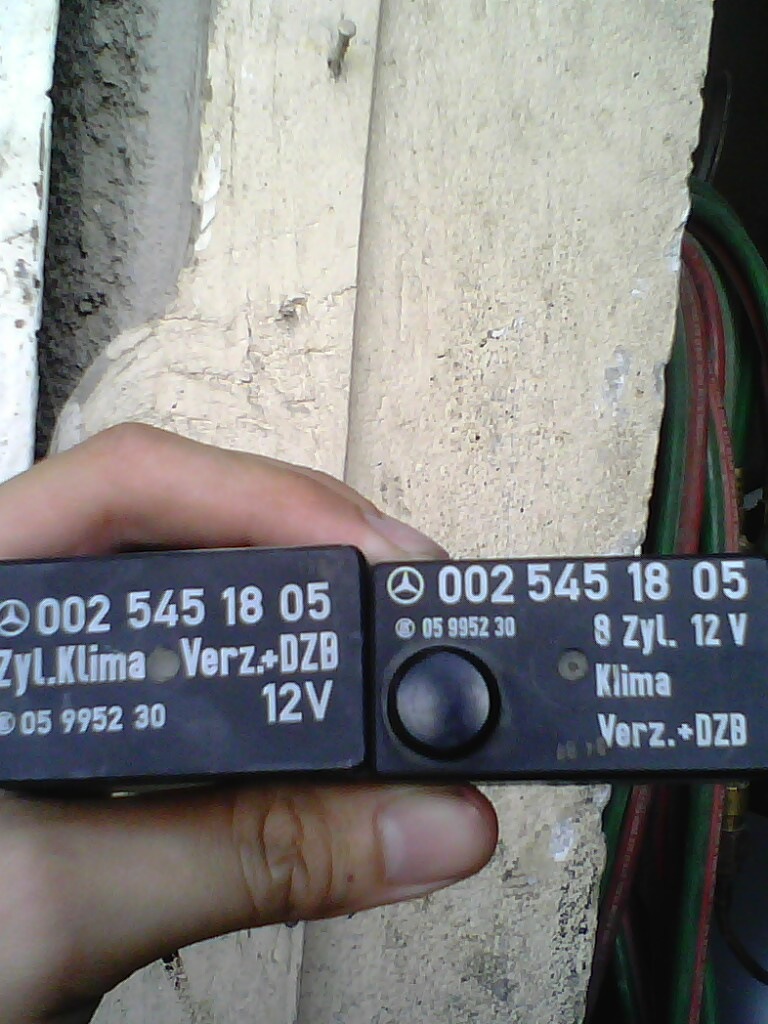 002 545 18 05
Zyl.Klima Verz.+DZB
12V
05 9952 30
002 545 18 05
05 9952 30
8 Zyl. 12 V
Klima
Verz.+DZB